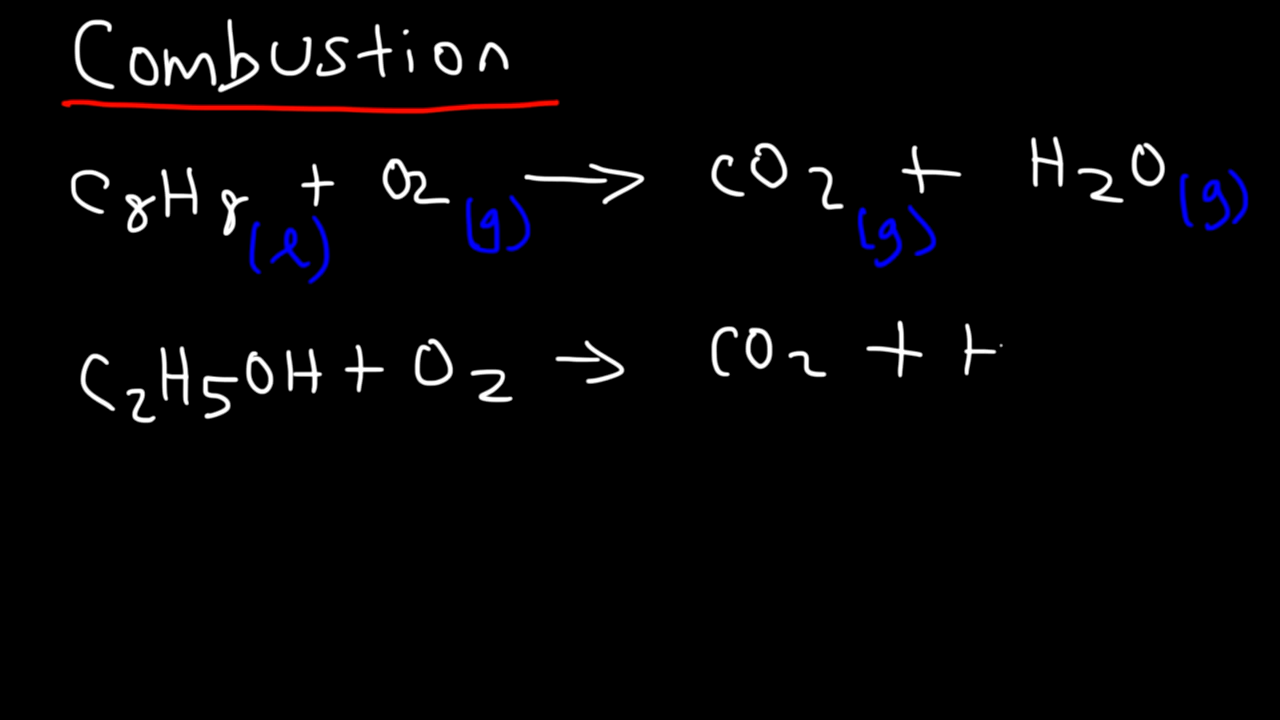 Combustion
C₈H₈(l) + O₂(g) → CO₂(g) + H₂O(g)
C₂H₅OH + O₂ → CO₂ +